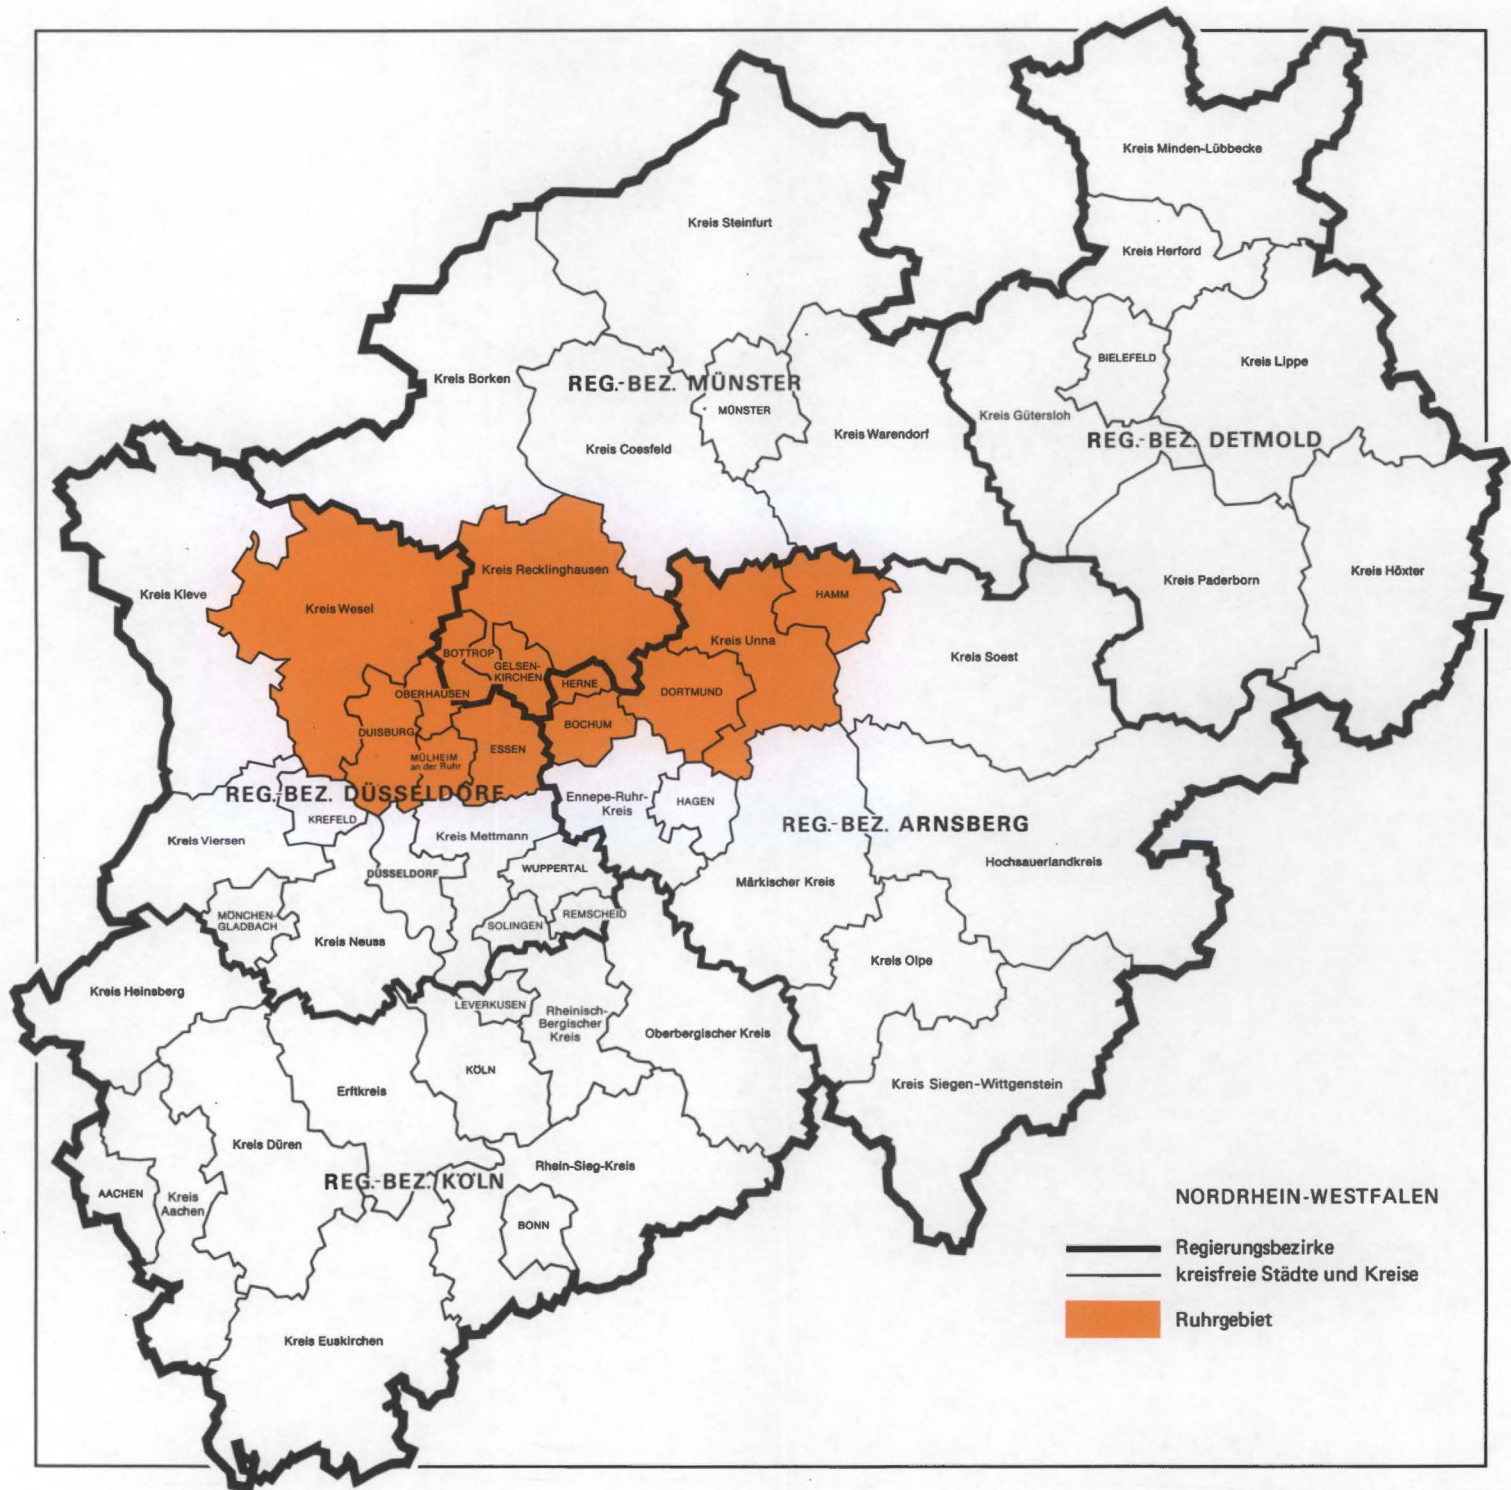 Kreis Minden-Lübbecke
Kreis Steinfurt
Kreis Herford
BIELEFELD
Kreis Lippe
Kreis Borken
REG.-BEZ. MÜNSTER
MÜNSTER
Kreis Gütersloh
Kreis Warendorf
REG.-BEZ. DETMOLD
Kreis Coesfeld
Kreis Recklinghausen
Kreis Höxter
Kreis Paderborn
Kreis Kleve
HAMM
Kreis Wesel
Kreis Unna
BOTTROP
Kreis Soest
GELSEN-
KIRCHEN
HERNE
OBERHAUSEN
DORTMUND
BOCHUM
DUISBURG
ESSEN
MÜLHEIM
an der Ruhr
REG.-BEZ. DÜSSELDORF
Ennepe-Ruhr-
Kreis
HAGEN
KREFELD
REG.-BEZ. ARNSBERG
Kreis Viersen
Kreis Mettmann
Hochsauerlandkreis
DÜSSELDORF
WUPPERTAL
Märkischer Kreis
MÖNCHEN-
GLADBACH
REMSCHEID
SOLINGEN
Kreis Neuss
Kreis Olpe
Kreis Heinsberg
LEVERKUSEN
Rheinisch-
Bergischer
Kreis
Oberbergischer Kreis
KÖLN
Erftkreis
Kreis Siegen-Wittgenstein
Kreis Düren
Rhein-Sieg-Kreis
REG.-BEZ. KÖLN
AACHEN
Kreis
Aachen
BONN
Kreis Euskirchen
NORDRHEIN-WESTFALEN
Regierungsbezirke
kreisfreie Städte und Kreise
Ruhrgebiet